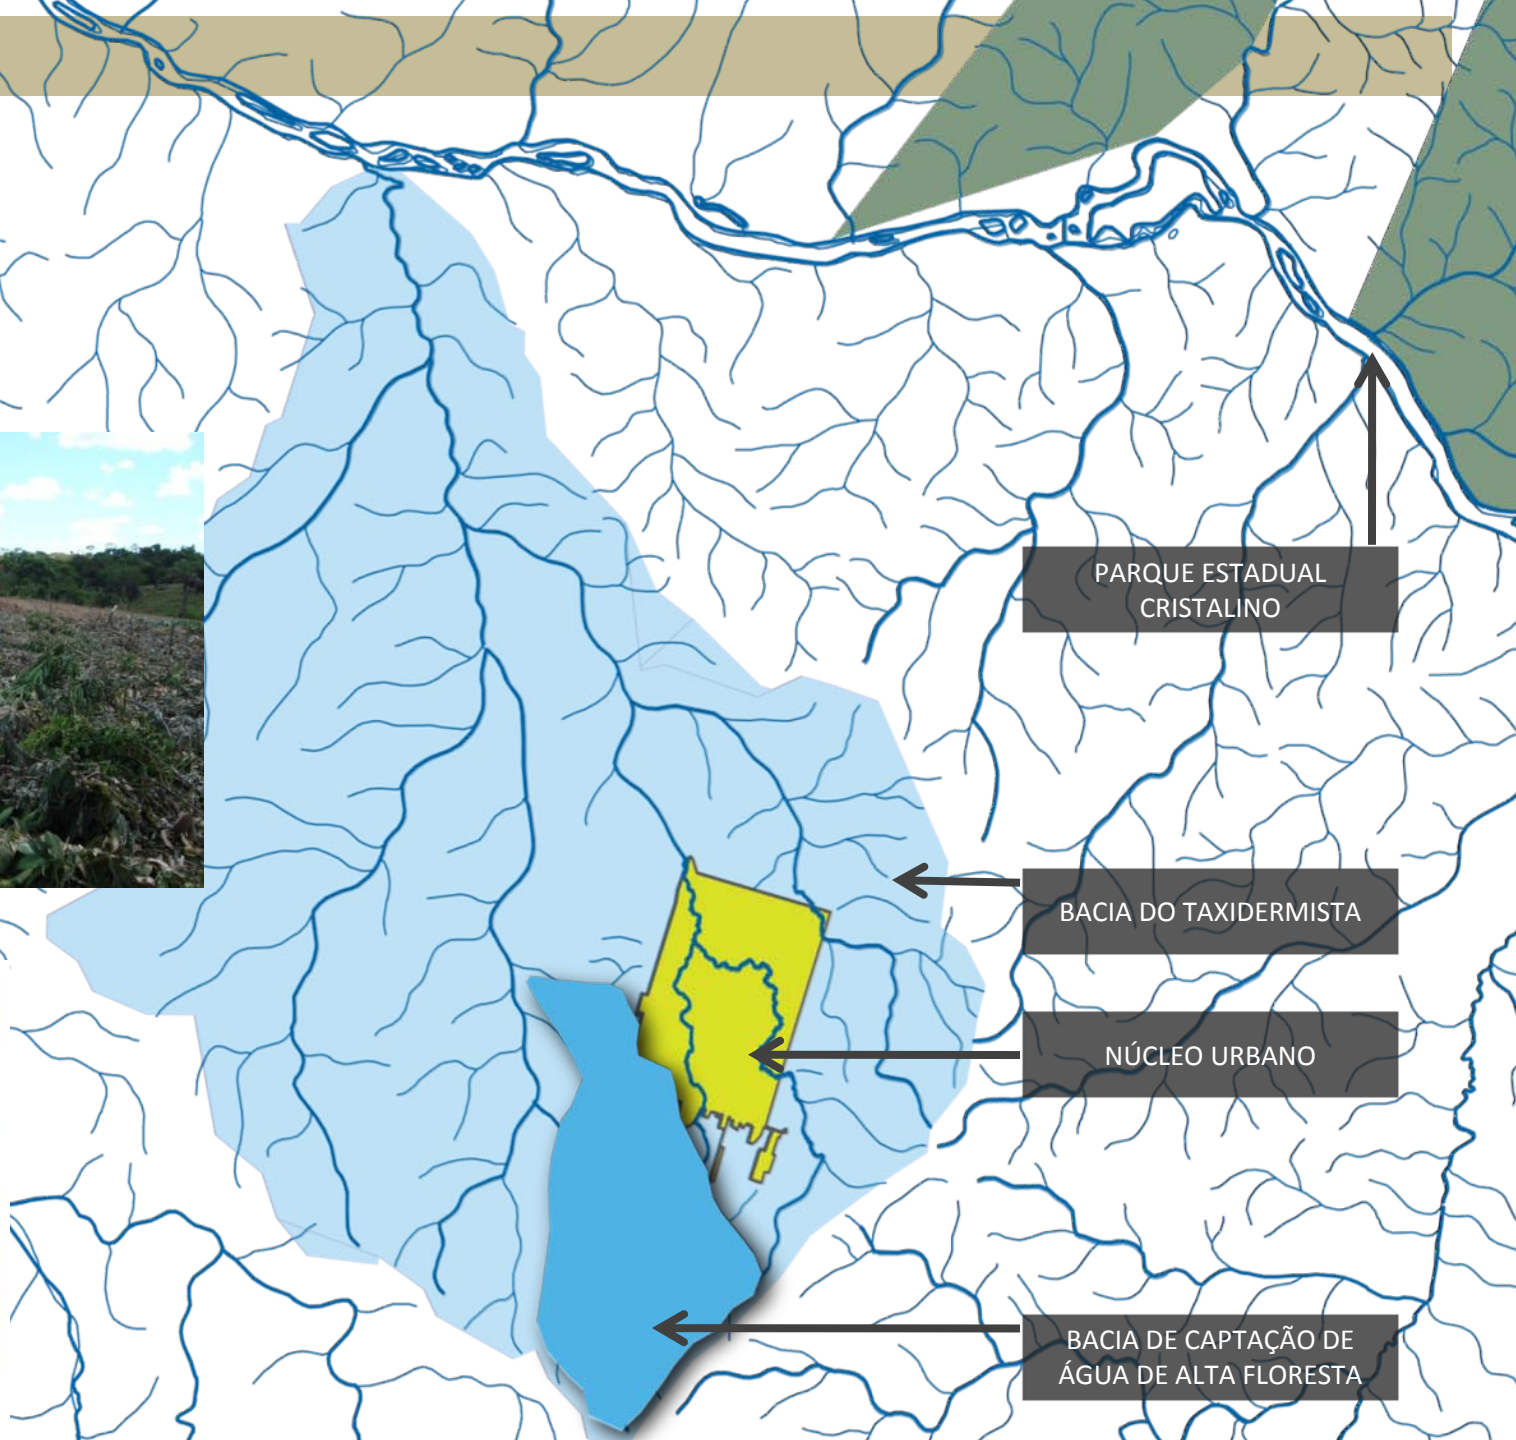 PARQUE ESTADUAL
CRISTALINO
BACIA DO TAXIDERMISTA
NÚCLEO URBANO
BACIA DE CAPTAÇÃO DE
ÁGUA DE ALTA FLORESTA